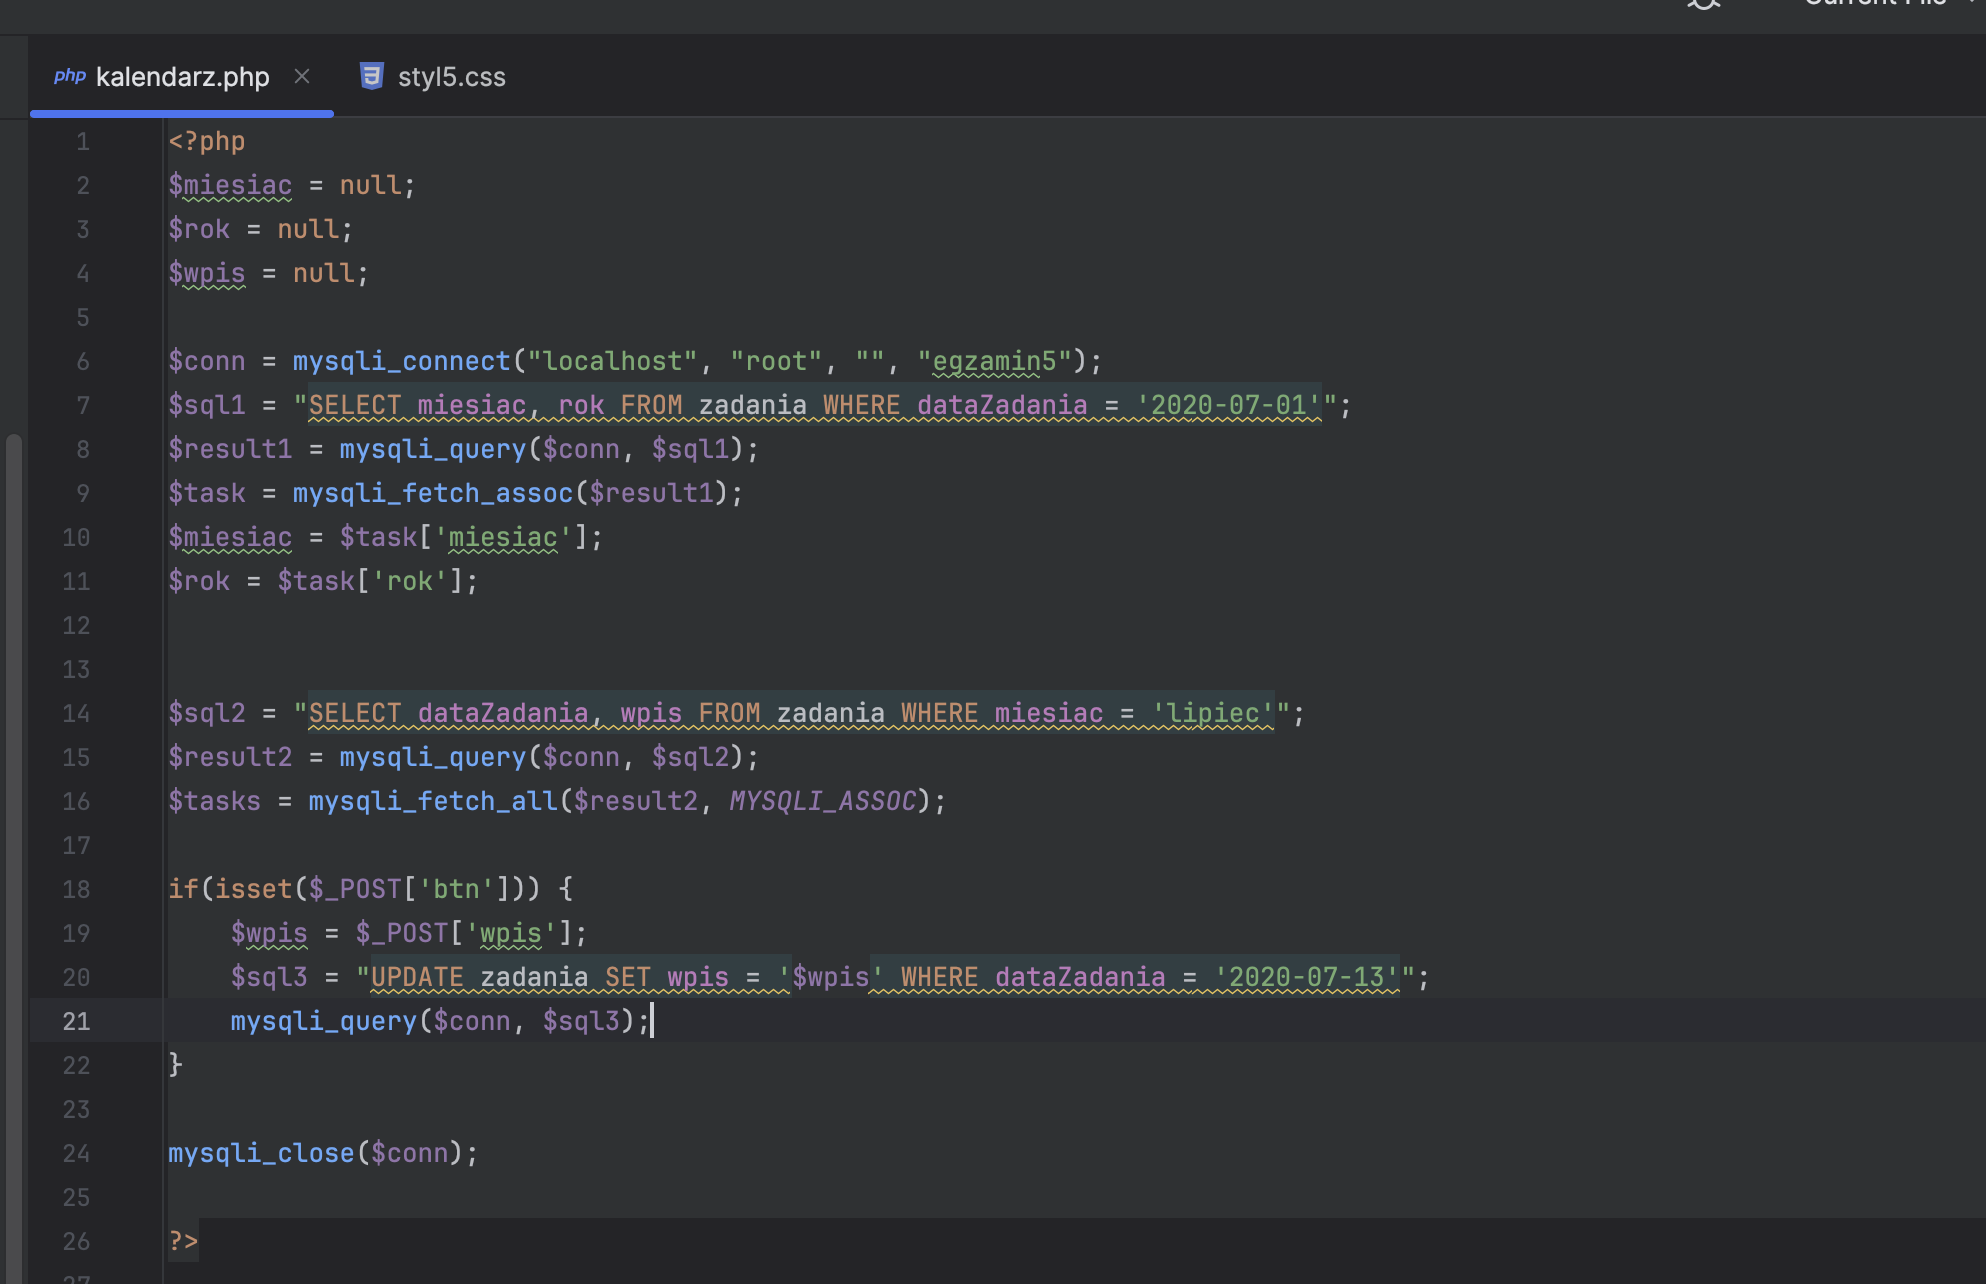 Current File
php kalendarz.php × styl5.css
1 <?php
2 $miesiac = null;
3 $rok = null;
4 $wpis = null;
5
6 $conn = mysqli_connect("localhost", "root", "", "egzamin5");
7 $sql1 = "SELECT miesiac, rok FROM zadania WHERE dataZadania = '2020-07-01'";
8 $result1 = mysqli_query($conn, $sql1);
9 $task = mysqli_fetch_assoc($result1);
10 $miesiac = $task['miesiac'];
11 $rok = $task['rok'];
12
13
14 $sql2 = "SELECT dataZadania, wpis FROM zadania WHERE miesiac = 'lipiec'";
15 $result2 = mysqli_query($conn, $sql2);
16 $tasks = mysqli_fetch_all($result2, MYSQLI_ASSOC);
17
18 if(isset($_POST['btn'])) {
19     $wpis = $_POST['wpis'];
20     $sql3 = "UPDATE zadania SET wpis = '$wpis' WHERE dataZadania = '2020-07-13'";
21     mysqli_query($conn, $sql3);
22 }
23
24 mysqli_close($conn);
25
26 ?>
27